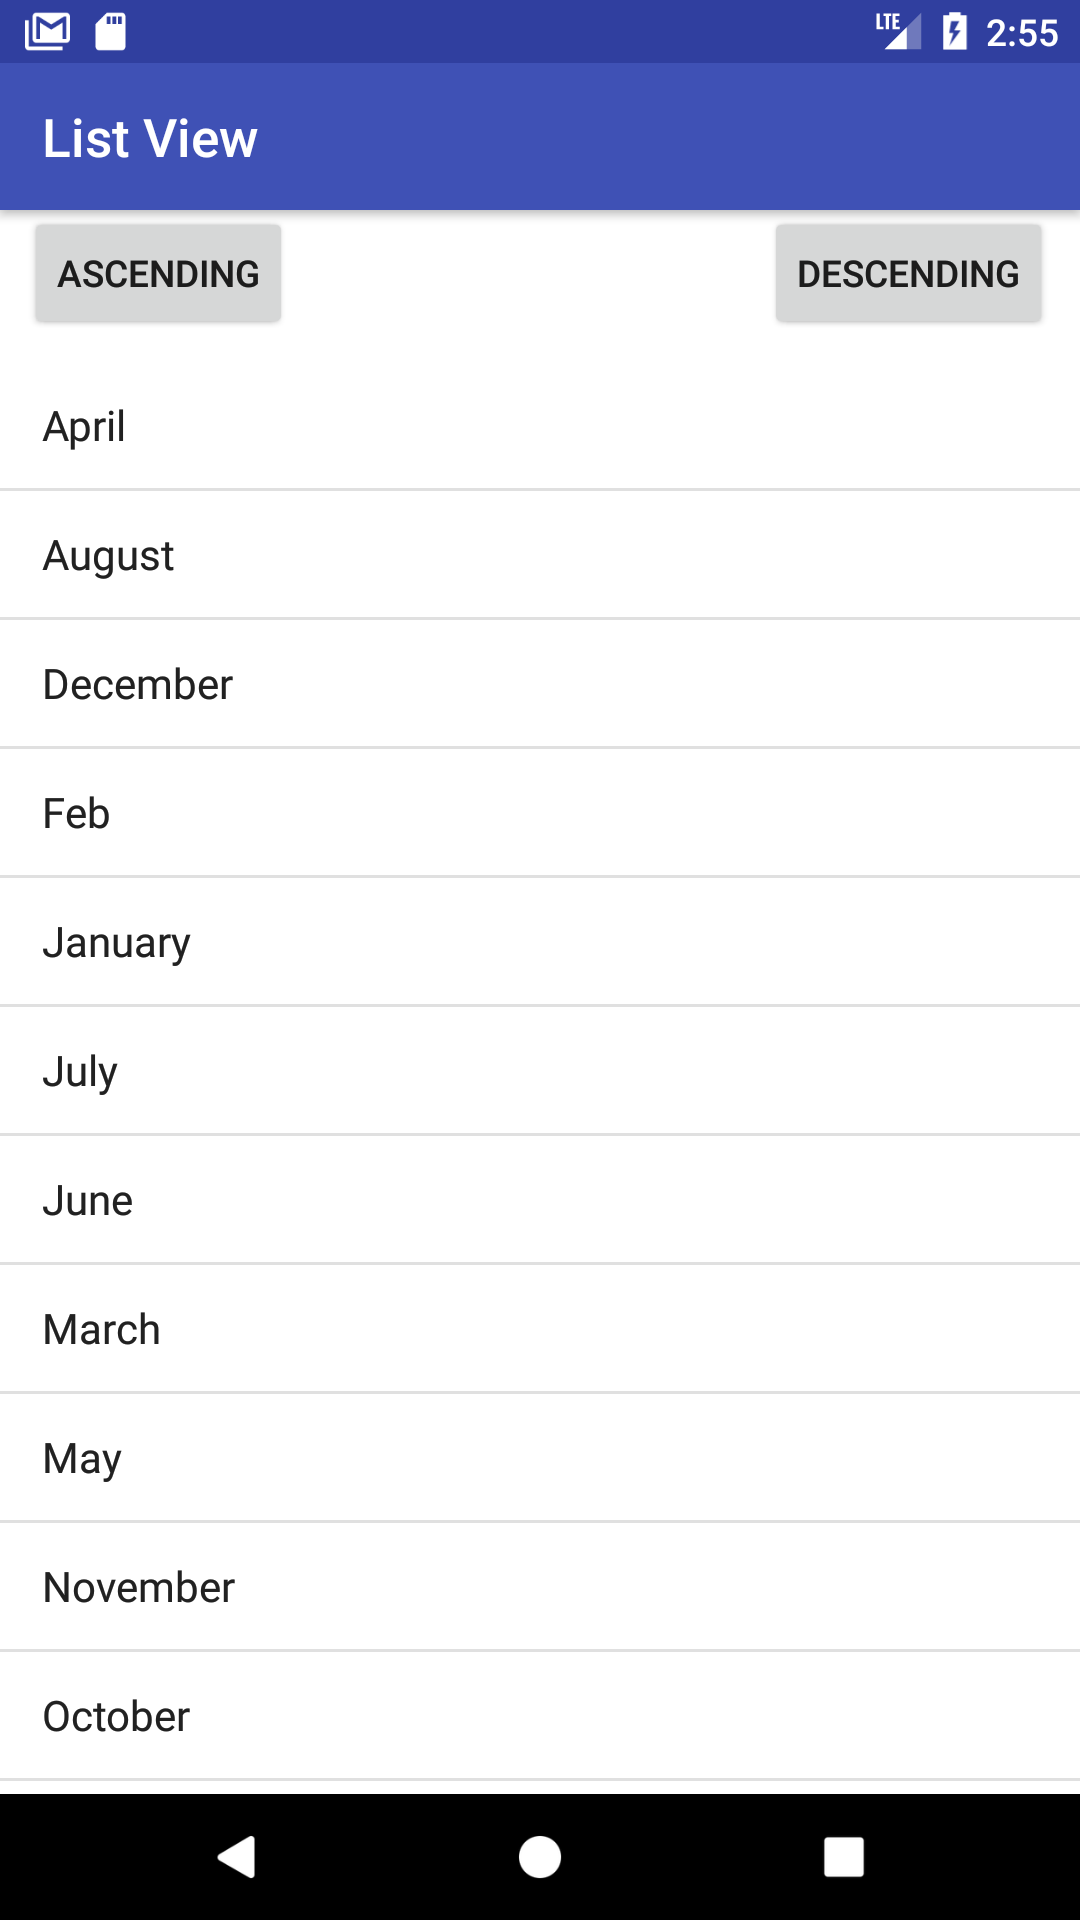 LTE 2:55
List View
ASCENDING DESCENDING
April
August
December
Feb
January
July
June
March
May
November
October